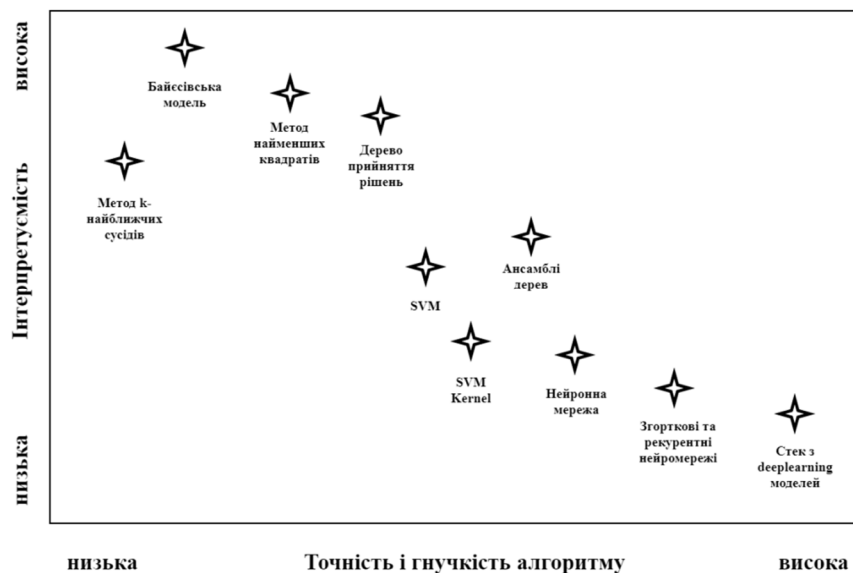 висока
Інтерпретуємість
низька
Байєсівська
модель
Метод
найменших
квадратів
Дерево
прийняття
рішень
Метод k-
найближчих
сусідів
SVM
Ансамблі
дерев
SVM
Kernel
Нейронна
мережа
Згорткові та
рекурентні
нейромережі
Стек з
deeplearning
моделей
низька
Точність і гнучкість алгоритму
висока